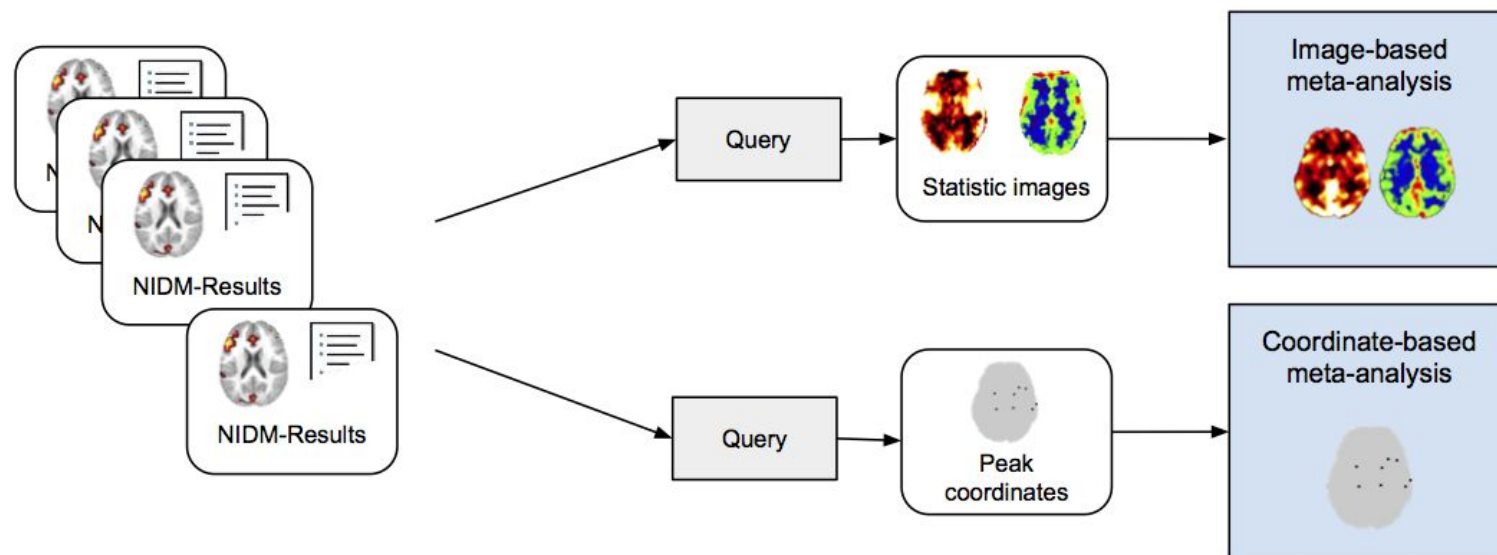 N
N
NIDM-Results
NIDM-Results
Query
Statistic images
Image-based
meta-analysis
Query
Peak
coordinates
Coordinate-based
meta-analysis